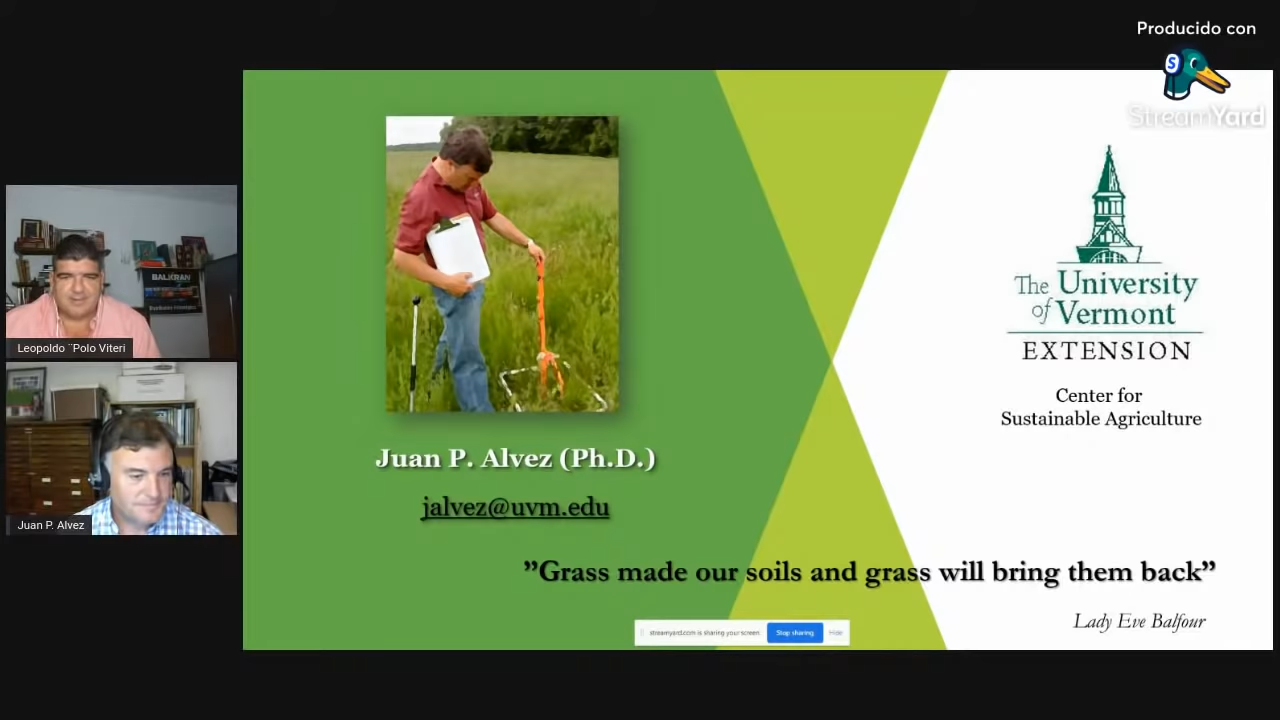 Producido con
StreamYard
BALKRAN
Leopoldo ¨Polo Viteri
Juan P. Alvez
Juan P. Alvez (Ph.D.)
jalvez@uvm.edu
The University
of Vermont
EXTENSION
Center for
Sustainable Agriculture
”Grass made our soils and grass will bring them back”
Lady Eve Balfour
streamyard.com is sharing your screen
Stop sharing
Hide